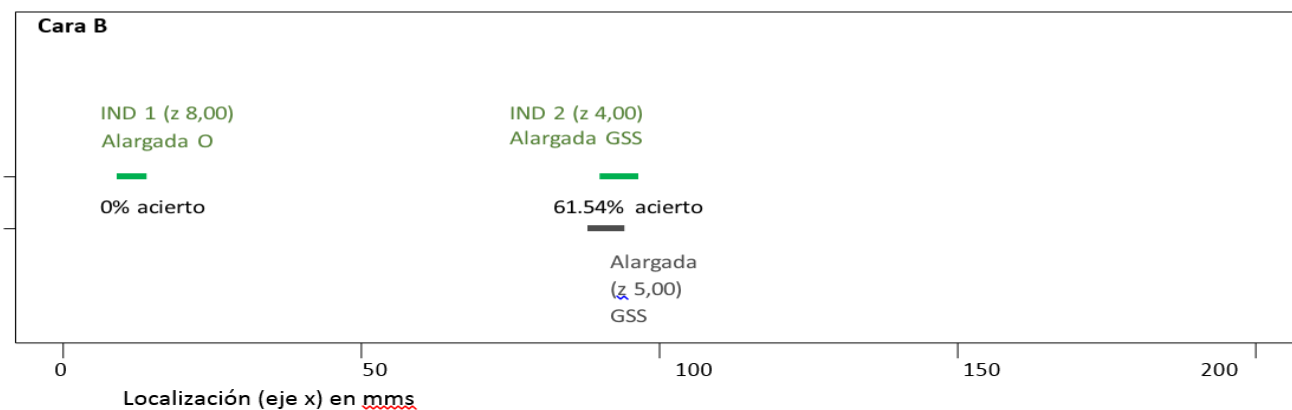 Cara B
IND 1 (z 8,00)
Alargada O
IND 2 (z 4,00)
Alargada GSS
0% acierto
61.54% acierto
Alargada
(z 5,00)
GSS
0
50
100
150
200
Localización (eje x) en mms